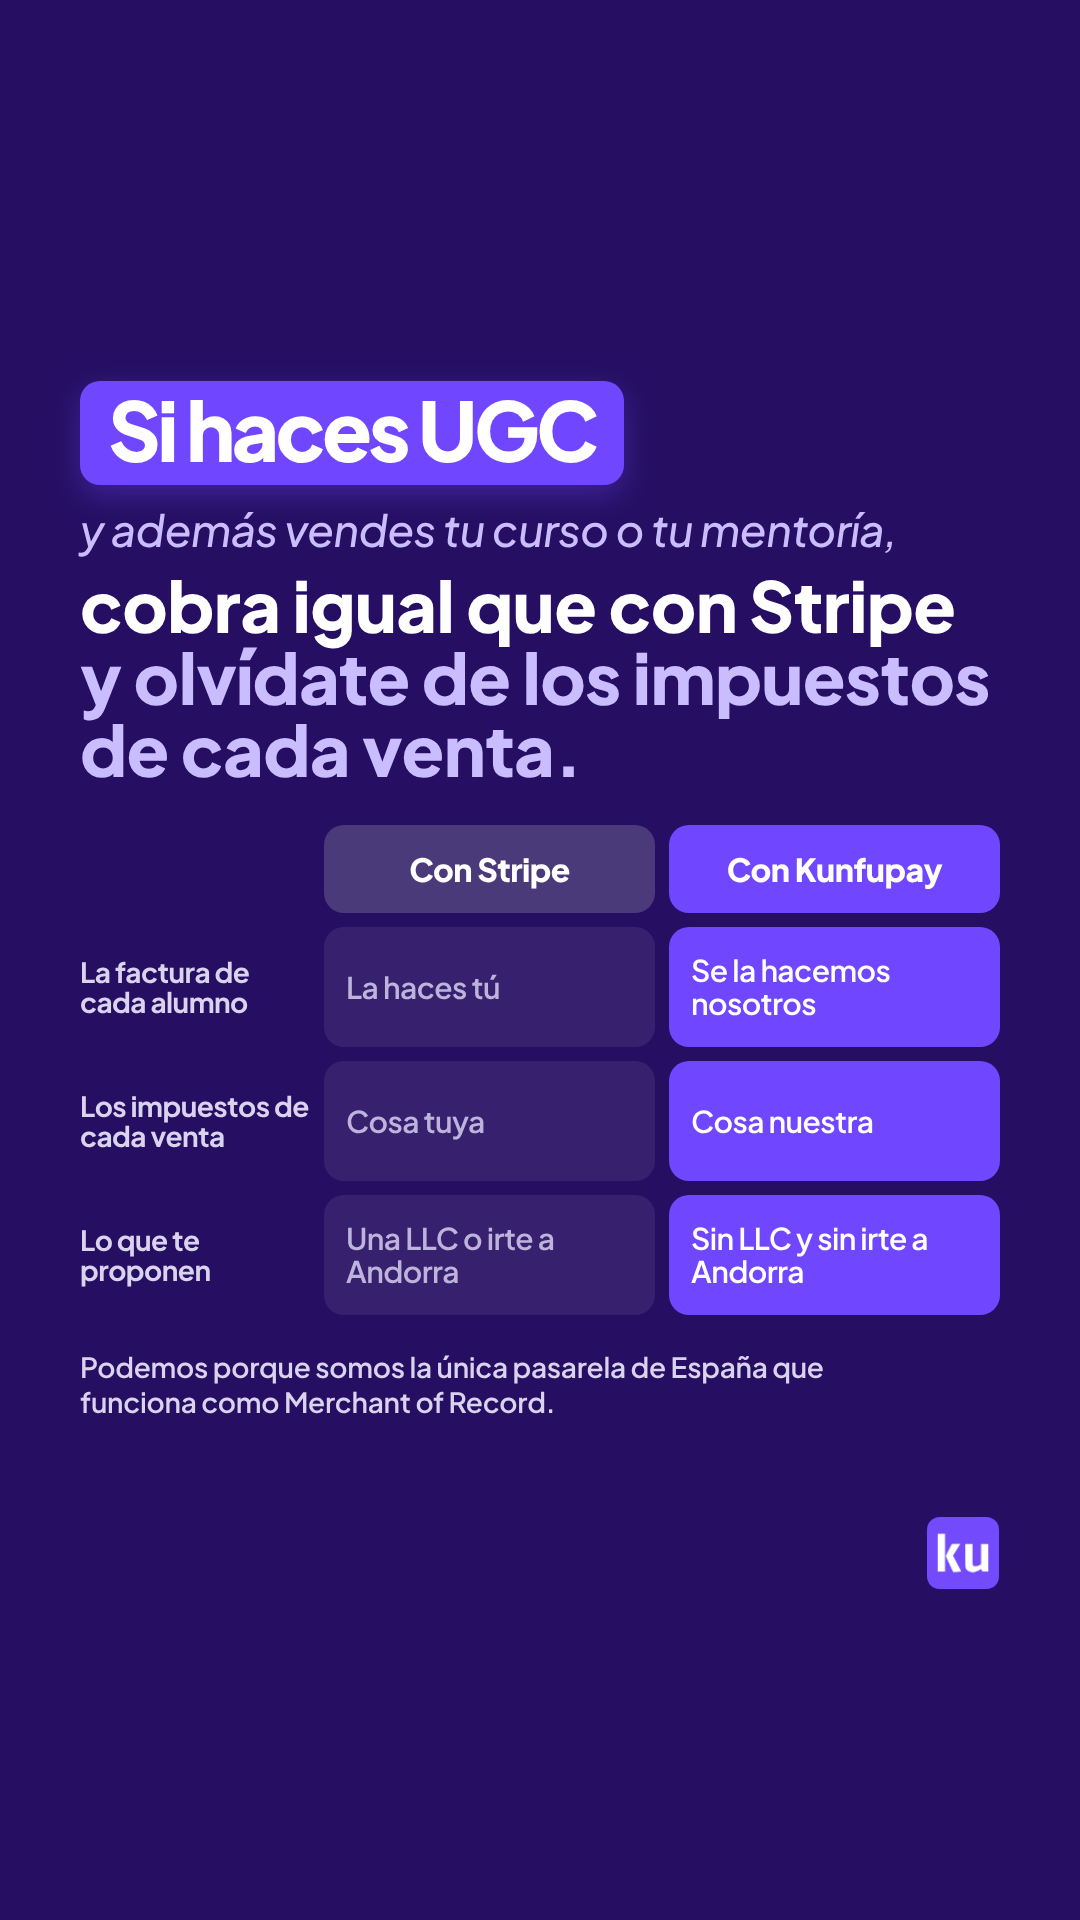 Si haces UGC
y además vendes tu curso o tu mentoría,
cobra igual que con Stripe
y olvídate de los impuestos
de cada venta.
Con Stripe
Con Kunfupay
La factura de
cada alumno
La haces tú
Se la hacemos
nosotros
Los impuestos de
cada venta
Cosa tuya
Cosa nuestra
Lo que te
proponen
Una LLC o irte a
Andorra
Sin LLC y sin irte a
Andorra
Podemos porque somos la única pasarela de España que
funciona como Merchant of Record.
ku